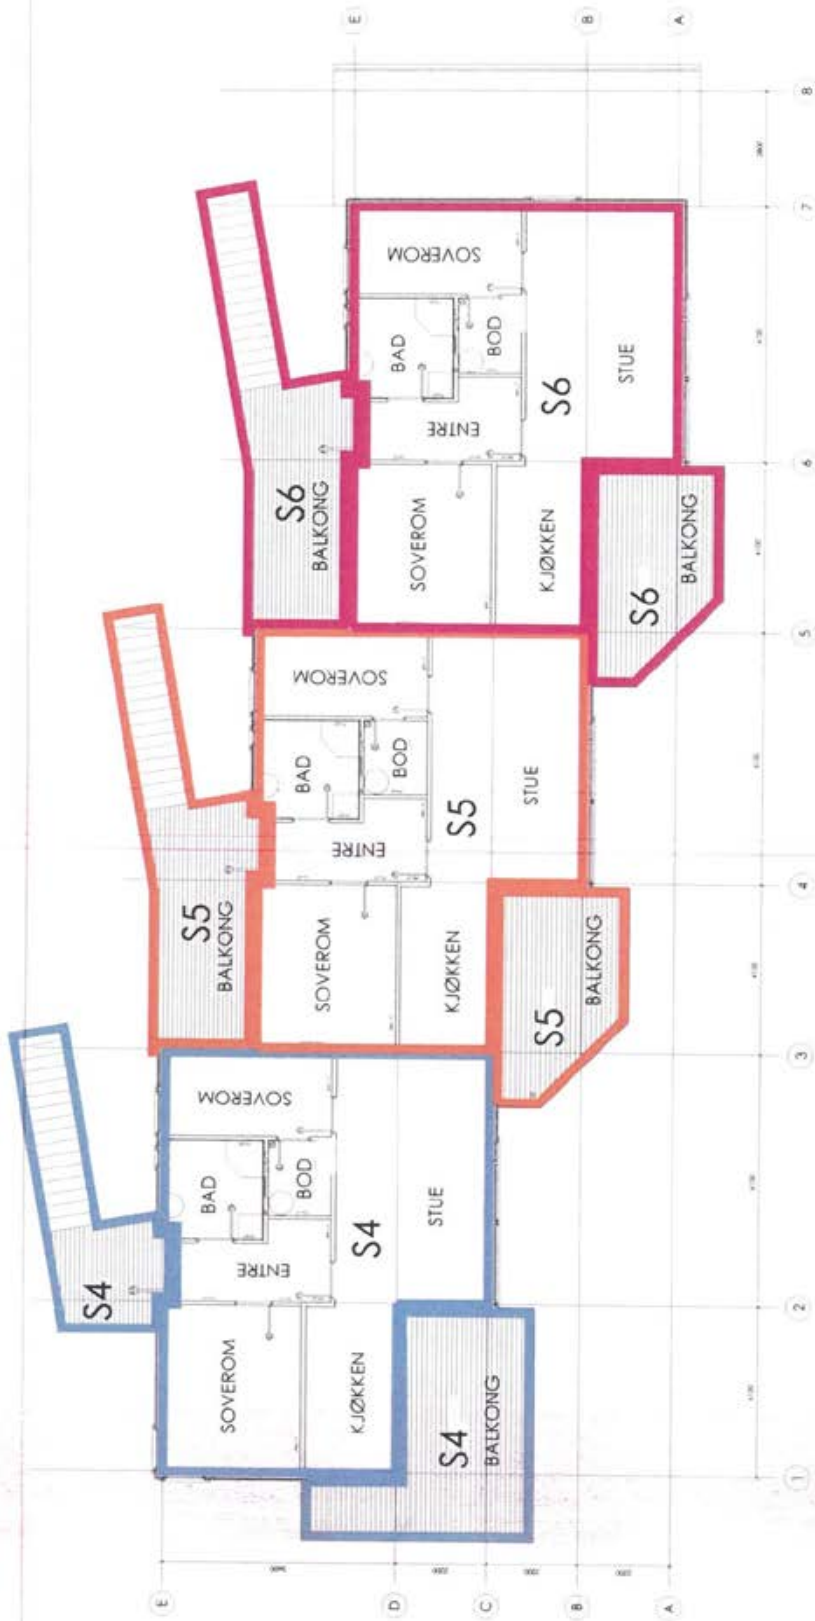 E
B
A
8
7
6
5
4
3
2
1
SOVEROM
BAD
BOD
ENTRE
S6
STUE
S6
BALKONG
SOVEROM
KJØKKEN
S6
BALKONG
SOVEROM
BAD
BOD
ENTRE
S5
STUE
S5
BALKONG
SOVEROM
KJØKKEN
S5
BALKONG
SOVEROM
BAD
BOD
ENTRE
S4
STUE
S4
SOVEROM
KJØKKEN
S4
BALKONG
E
D
C
B
A